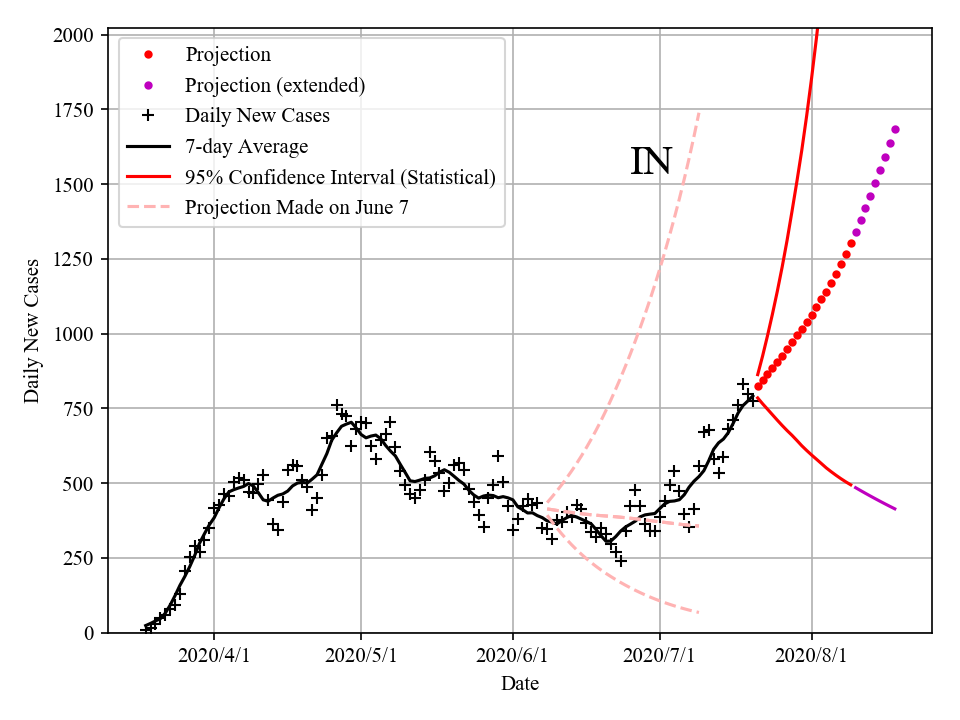 2000
1750
1500
1250
1000
750
500
250
0
Daily New Cases
Projection
Projection (extended)
Daily New Cases
7-day Average
95% Confidence Interval (Statistical)
Projection Made on June 7
IN
2020/4/1
2020/5/1
2020/6/1
2020/7/1
2020/8/1
Date